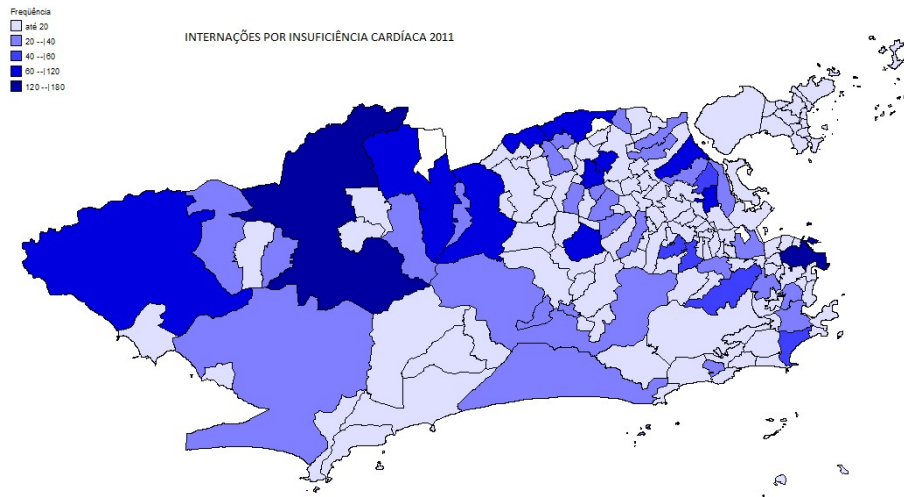 Freqüência
até 20
20 --|40
40 --|60
60 --|120
120 --|180
INTERNAÇÕES POR INSUFICIÊNCIA CARDÍACA 2011